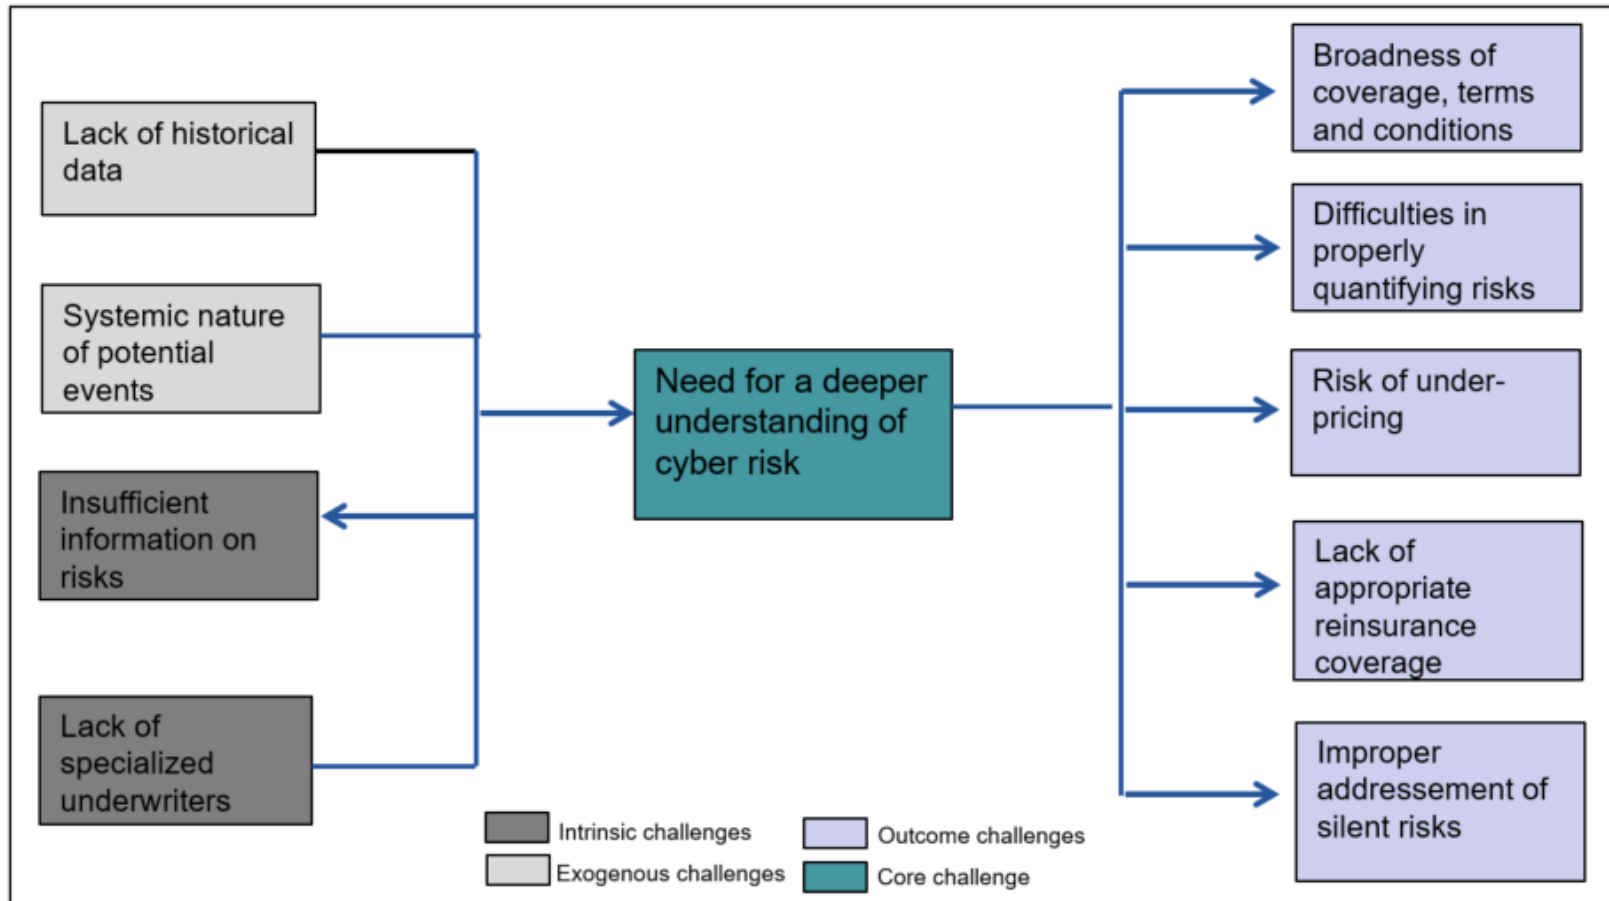 Lack of historical
data
Systemic nature
of potential
events
Insufficient
information on
risks
Lack of
specialized
underwriters
Need for a deeper
understanding of
cyber risk
Broadness of
coverage, terms
and conditions
Difficulties in
properly
quantifying risks
Risk of under-
pricing
Lack of
appropriate
reinsurance
coverage
Improper
addressement of
silent risks
Intrinsic challenges
Exogenous challenges
Outcome challenges
Core challenge